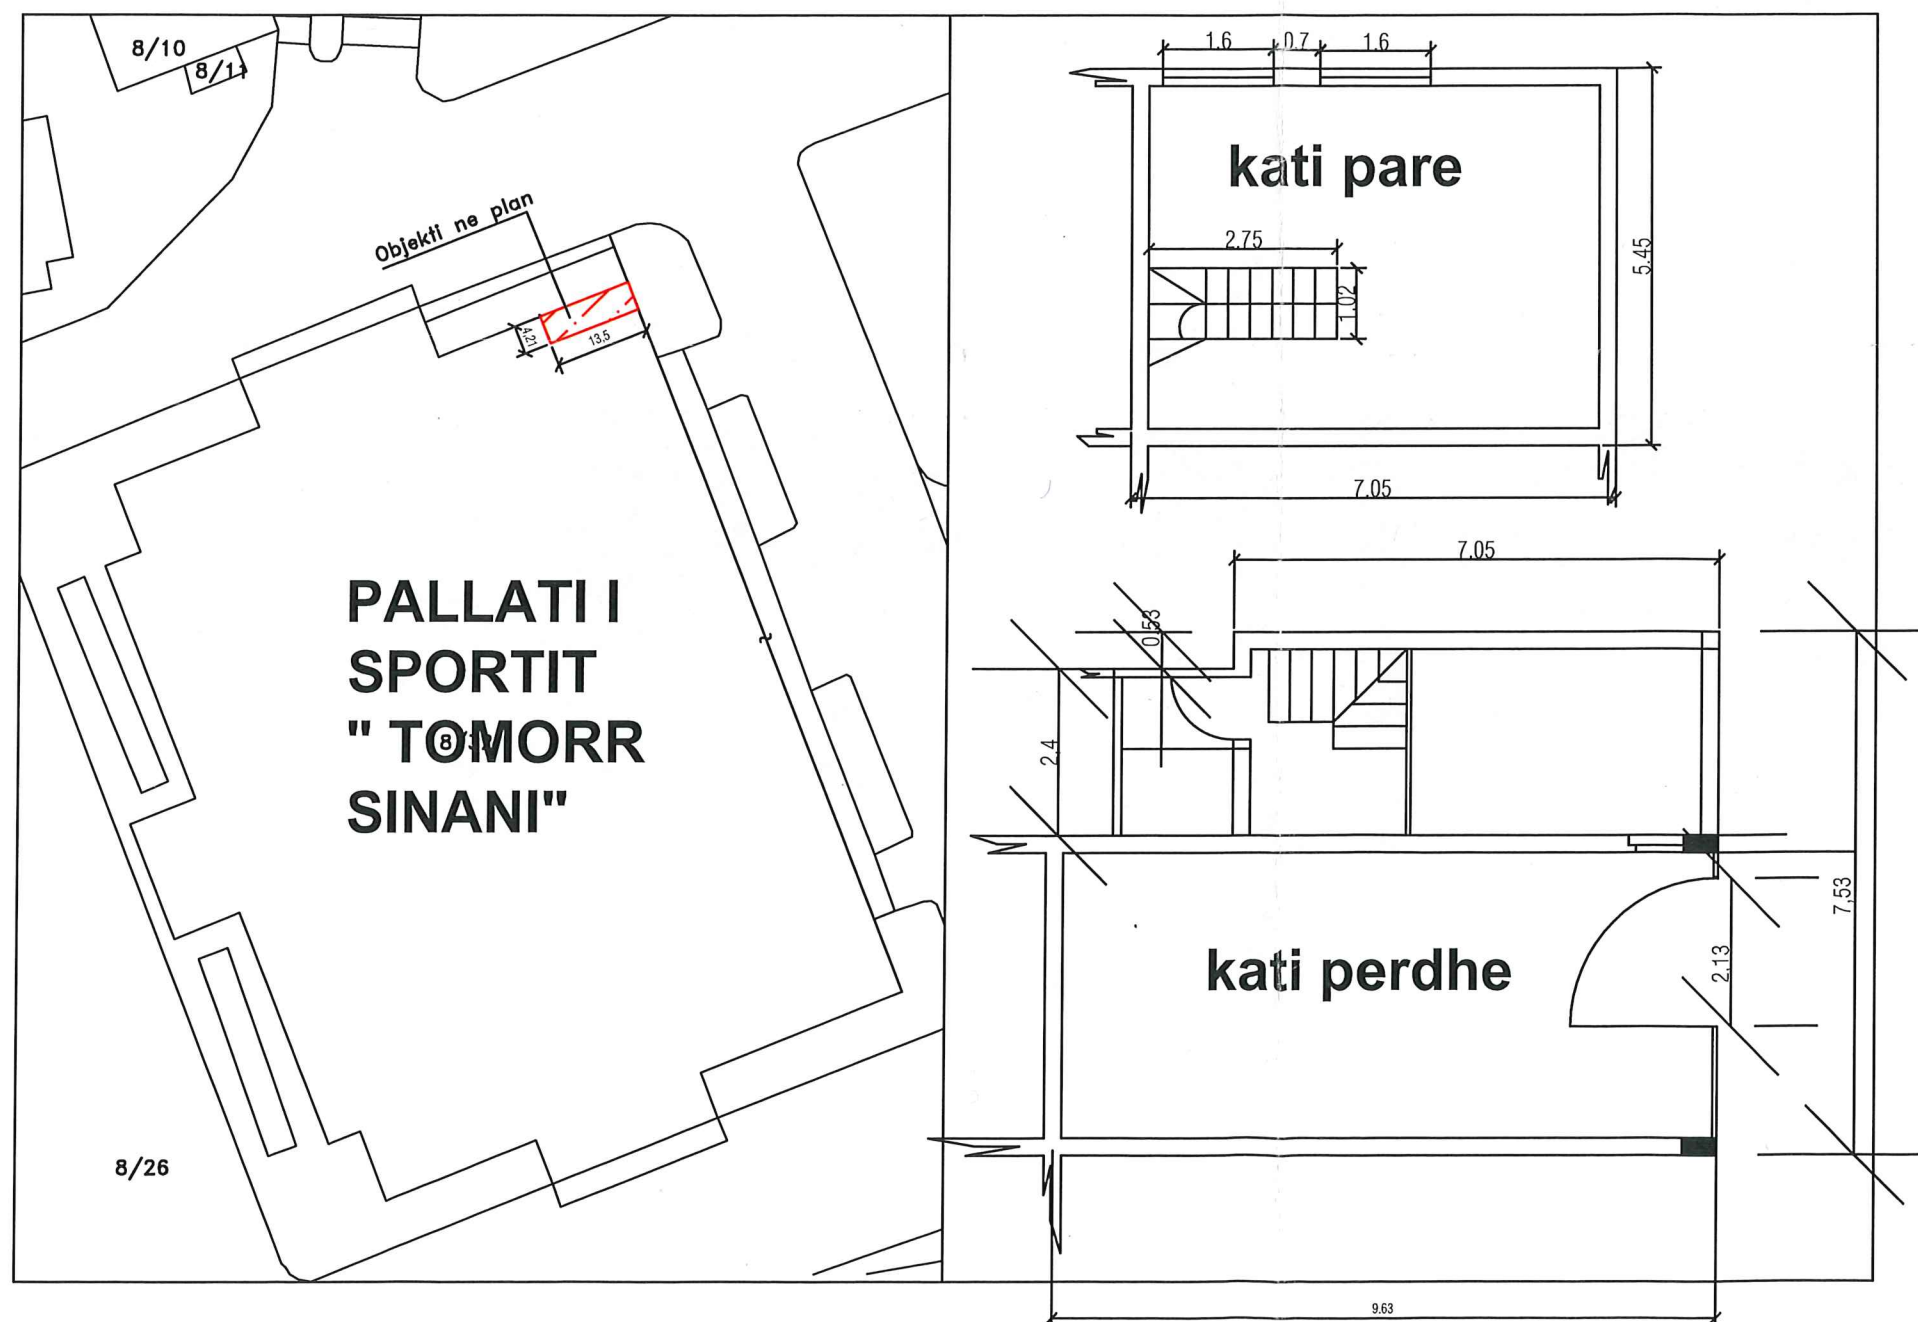 8/10
8/11
Objekti ne plan
4,21
13,5
PALLATI I
SPORTIT
" TOMORR
SINANI"
8/26
1.6
0.7
1.6
kati pare
2.75
1.02
5.45
7.05
7.05
0,53
2,4
kati perdhe
2,13
7,53
9.63